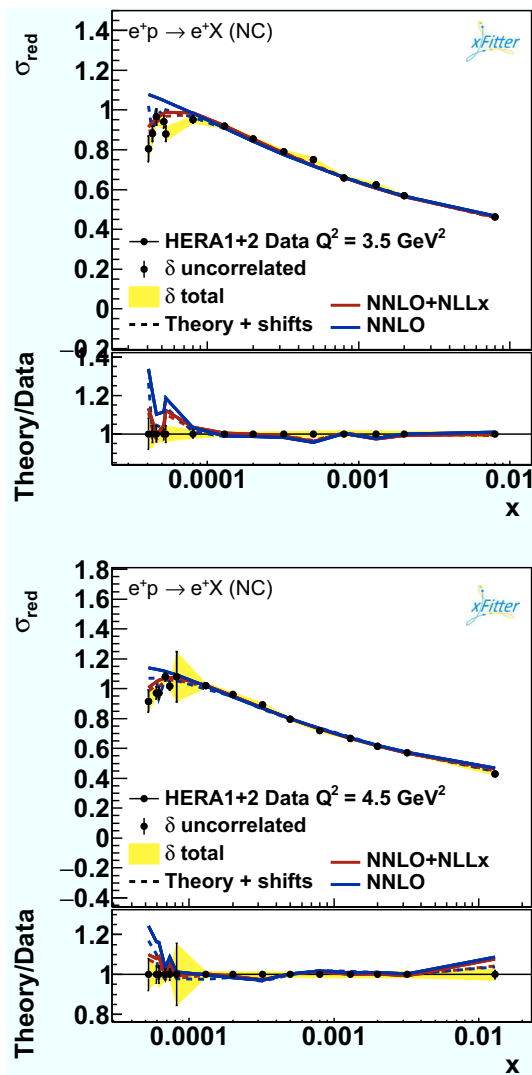 e⁺p → e⁺X (NC)
xFitter
σred
1.4
1.2
1
0.8
0.6
0.4
0.2
0
−0.2
HERA1+2 Data Q² = 3.5 GeV²
δ uncorrelated
δ total
Theory + shifts
NNLO+NLLx
NNLO
Theory/Data
1.4
1.2
1
0.0001
0.001
0.01
x
e⁺p → e⁺X (NC)
xFitter
σred
1.8
1.6
1.4
1.2
1
0.8
0.6
0.4
0.2
0
−0.2
−0.4
HERA1+2 Data Q² = 4.5 GeV²
δ uncorrelated
δ total
Theory + shifts
NNLO+NLLx
NNLO
Theory/Data
1.2
1
0.8
0.0001
0.001
0.01
x